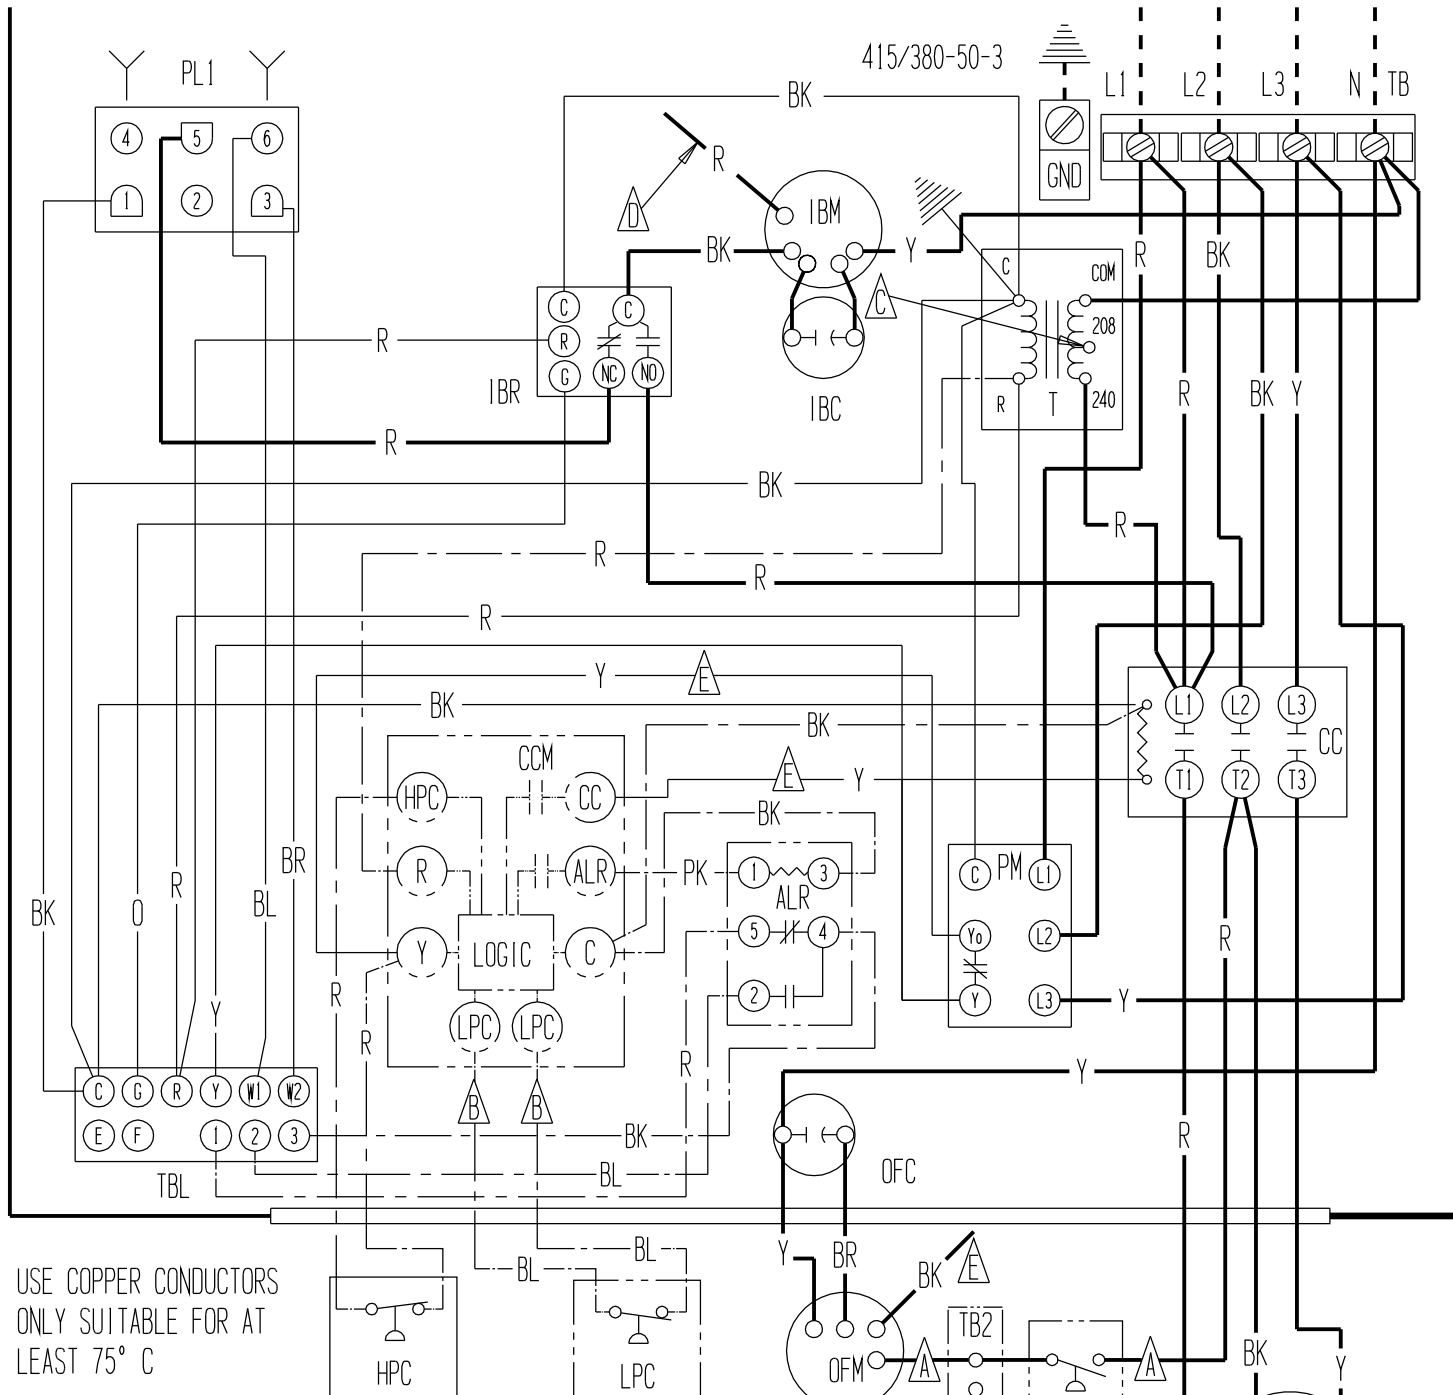 415/380-50-3
PL1
L1
L2
L3
N
TB
BK
4
5
6
R
GND
1
2
3
IBM
D
BK
Y
R
BK
C
COM
C
C
C
208
R
R
G
NC
NO
IBR
IBC
R
T
240
R
BK
Y
R
BK
R
R
R
R
Y
E
BK
BK
L1
L2
L3
CC
CCM
E
Y
T1
T2
T3
HPC
CC
BK
R
ALR
PK
1
3
ALR
C
PM
L1
BR
R
BK
O
BL
5
4
Y
LOGIC
C
Yo
L2
R
R
2
Y
L3
Y
Y
LPC
LPC
R
R
Y
C
G
R
Y
W1
W2
B
B
E
F
1
2
3
BK
R
TBL
BL
OFC
Y
BR
BL
BL
BK
E
USE COPPER CONDUCTORS
ONLY SUITABLE FOR AT
LEAST 75° C
HPC
LPC
OFM
A
TB2
A
BK
Y